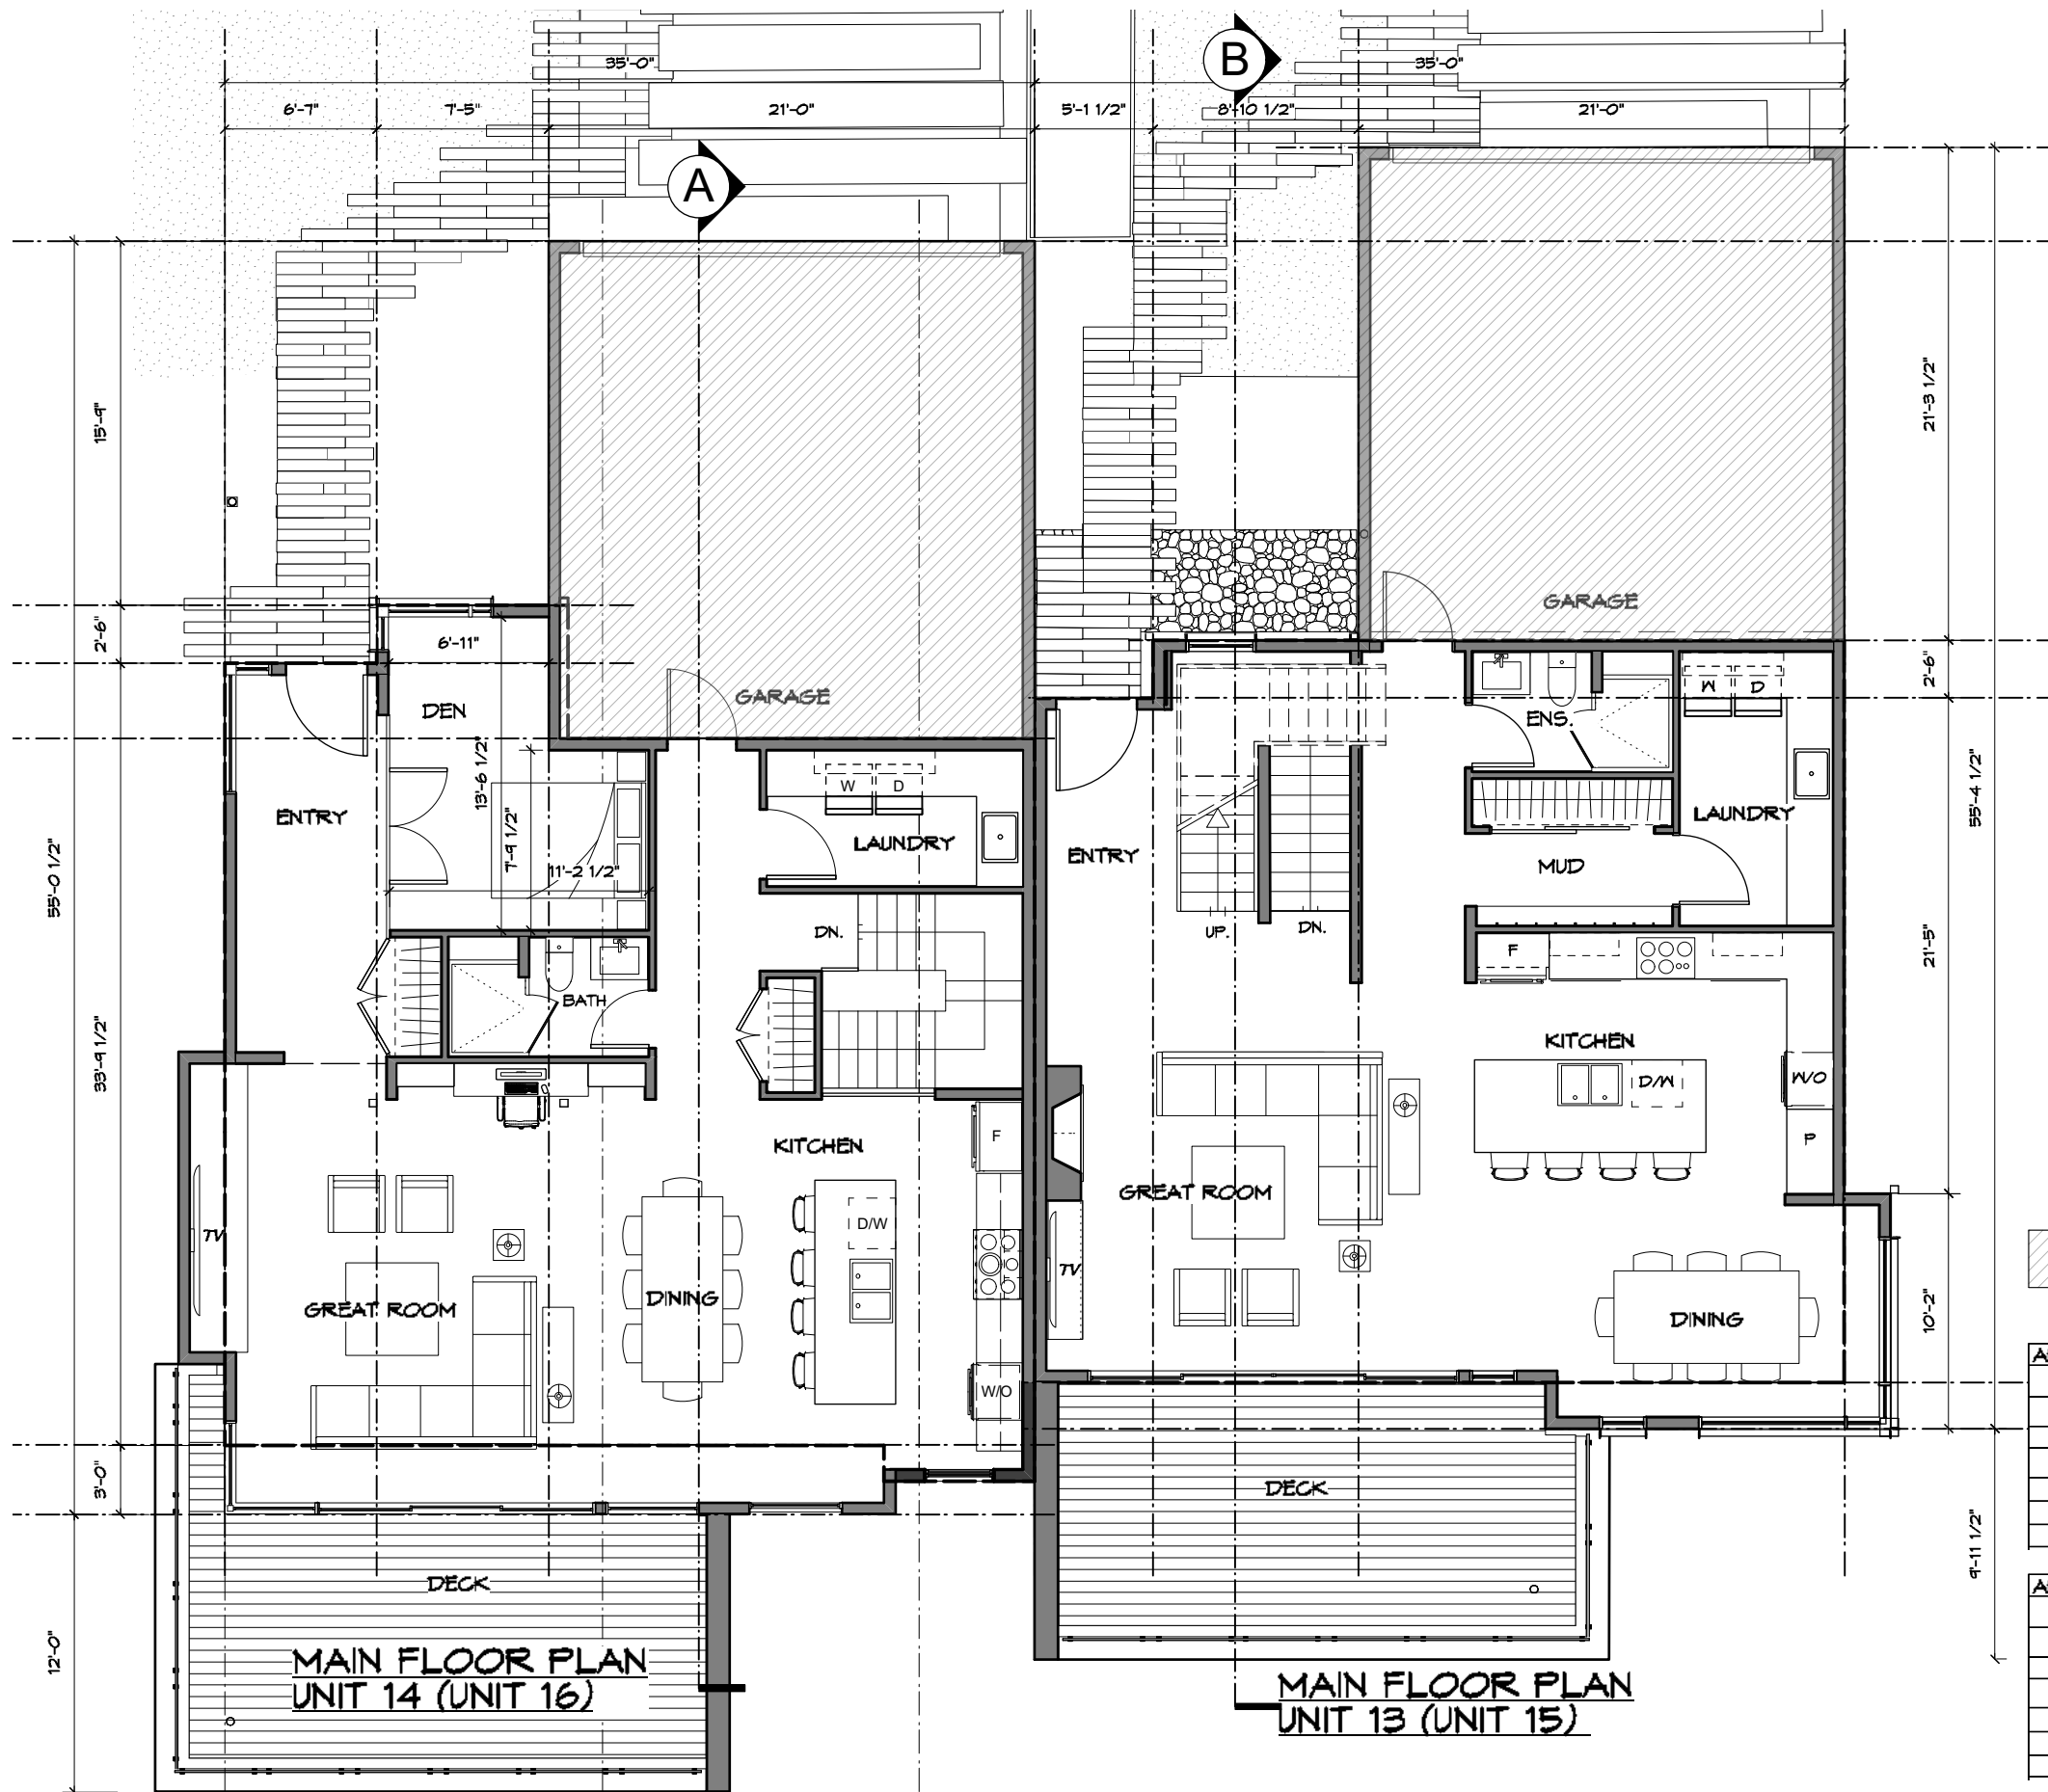 35'-0"
35'-0"
B
6'-7"
7'-5"
21'-0"
5'-1 1/2"
8'-10 1/2"
21'-0"
A
15'-9"
21'-3 1/2"
2'-6"
6'-11"
GARAGE
GARAGE
DEN
ENTRY
13'-6 1/2"
7'-9 1/2"
11'-2 1/2"
W
D
LAUNDRY
ENTRY
ENS.
W
D
LAUNDRY
MUD
2'-6"
55'-4 1/2"
55'-0 1/2"
DN.
UP.
DN.
F
21'-5"
BATH
33'-9 1/2"
KITCHEN
D/W
W/O
P
F
KITCHEN
GREAT ROOM
TV
D/W
TV
GREAT ROOM
DINING
DINING
10'-2"
W/O
3'-0"
DECK
DECK
9'-11 1/2"
12'-0"
MAIN FLOOR PLAN
UNIT 14 (UNIT 16)
MAIN FLOOR PLAN
UNIT 13 (UNIT 15)